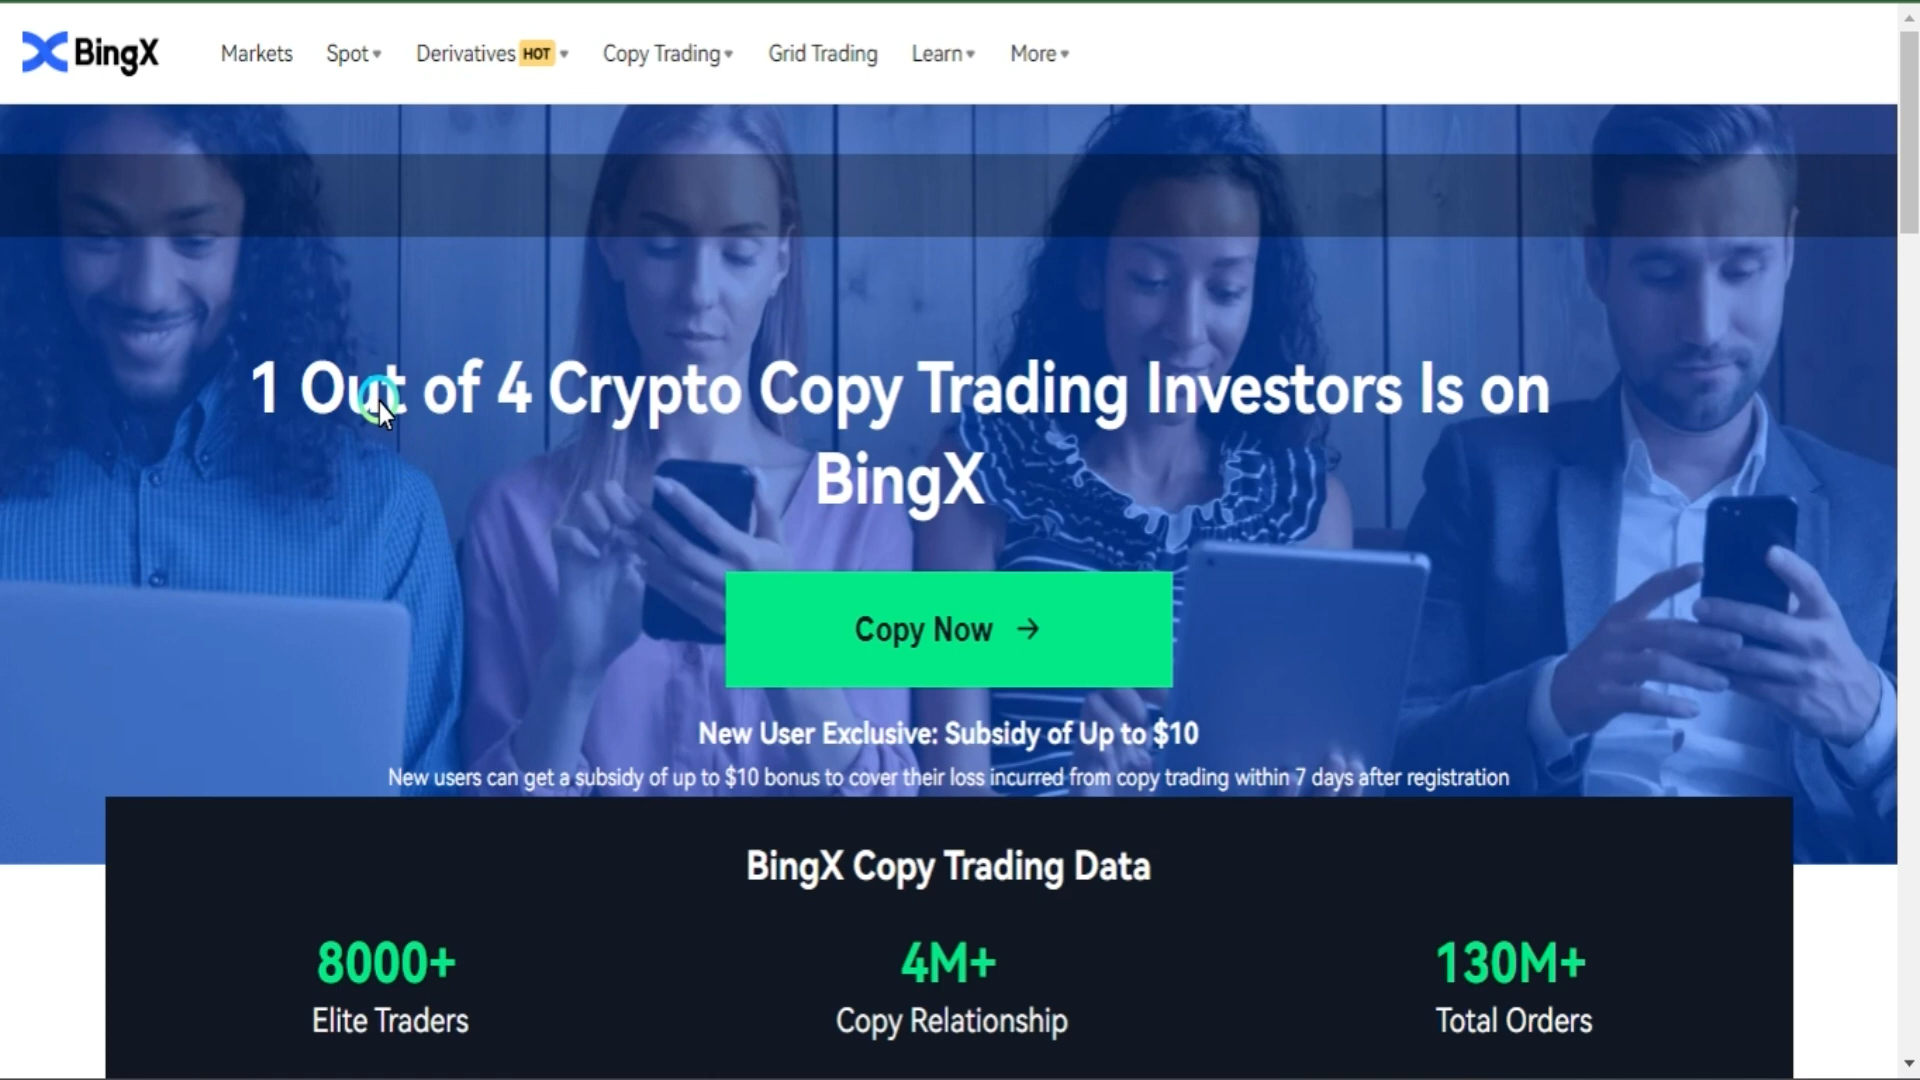 BingX Markets Spot Derivatives HOT Copy Trading Grid Trading Learn More
1 Out of 4 Crypto Copy Trading Investors Is on
BingX
Copy Now →
New User Exclusive: Subsidy of Up to $10
New users can get a subsidy of up to $10 bonus to cover their loss incurred from copy trading within 7 days after registration
BingX Copy Trading Data
8000+ 4M+ 130M+
Elite Traders Copy Relationship Total Orders